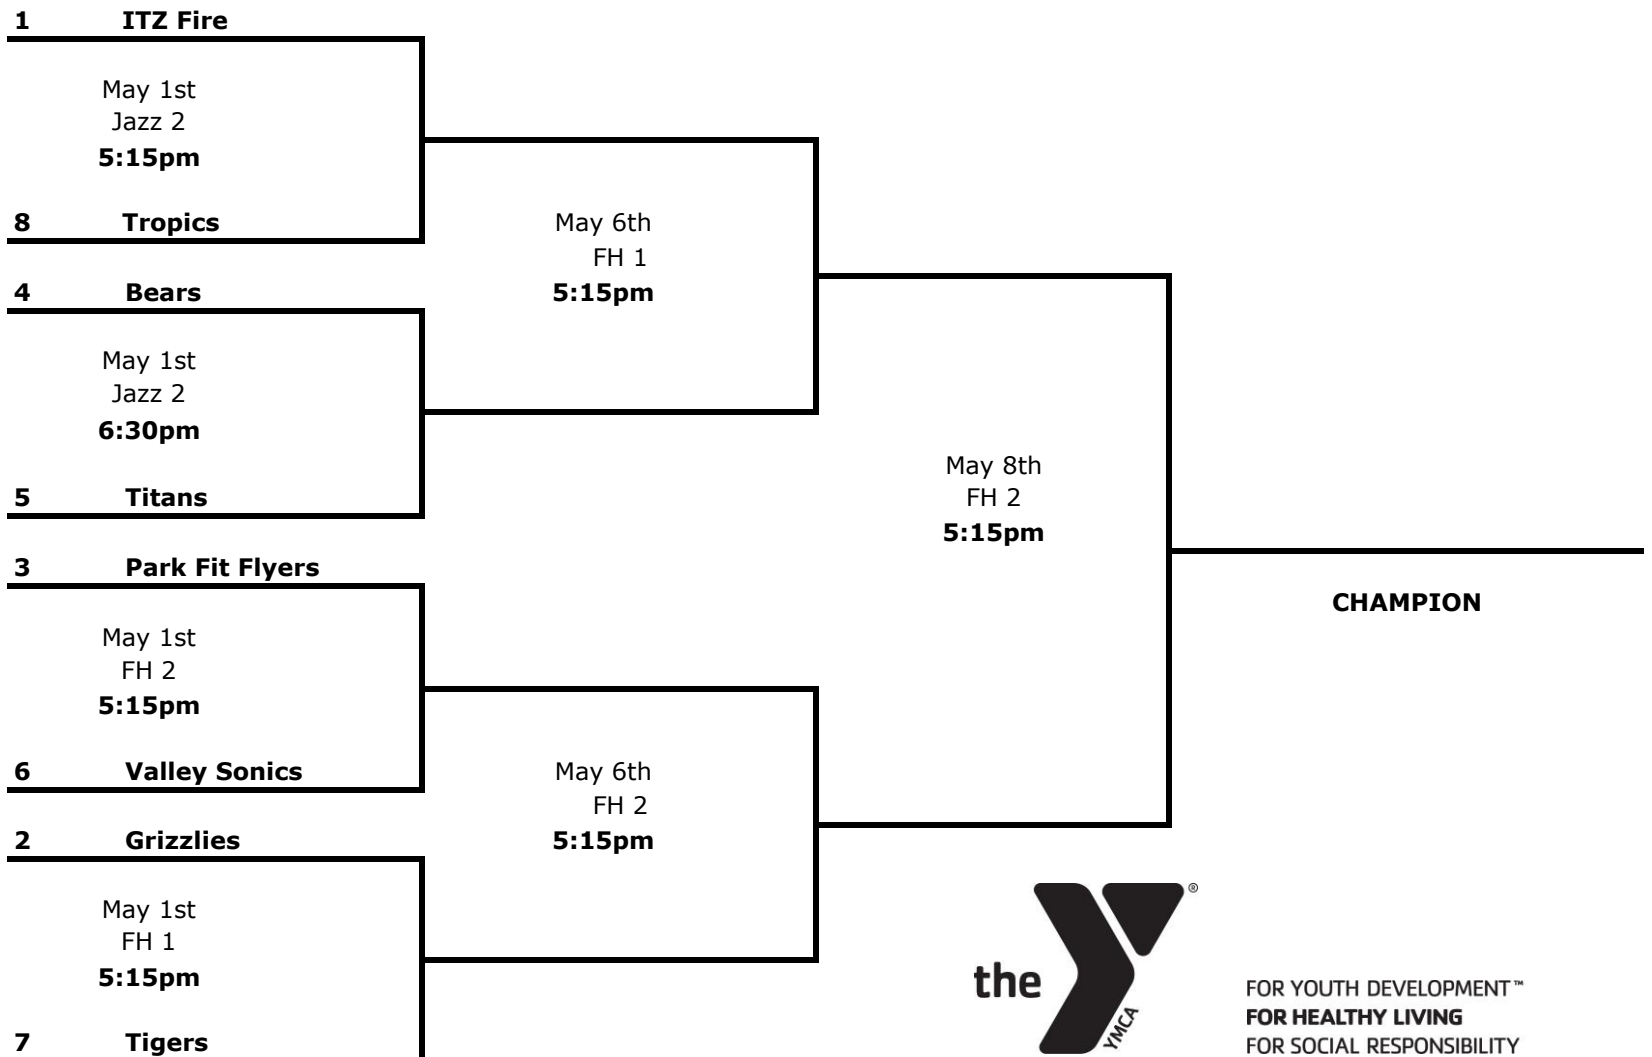 1 ITZ Fire
May 1st
Jazz 2
5:15pm
8 Tropics
May 6th
FH 1
5:15pm
4 Bears
May 1st
Jazz 2
6:30pm
5 Titans
May 8th
FH 2
5:15pm
CHAMPION
3 Park Fit Flyers
May 1st
FH 2
5:15pm
6 Valley Sonics
May 6th
FH 2
5:15pm
2 Grizzlies
May 1st
FH 1
5:15pm
7 Tigers
the
YMCA
®
FOR YOUTH DEVELOPMENT™
FOR HEALTHY LIVING
FOR SOCIAL RESPONSIBILITY